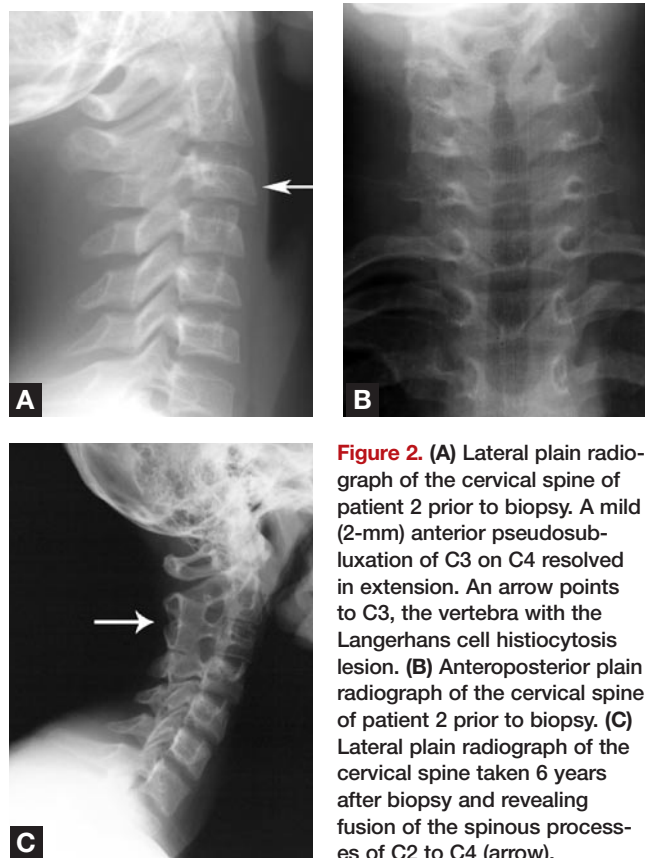 A
B
C
Figure 2. (A) Lateral plain radio-
graph of the cervical spine of
patient 2 prior to biopsy. A mild
(2-mm) anterior pseudosub-
luxation of C3 on C4 resolved
in extension. An arrow points
to C3, the vertebra with the
Langerhans cell histiocytosis
lesion. (B) Anteroposterior plain
radiograph of the cervical spine
of patient 2 prior to biopsy. (C)
Lateral plain radiograph of the
cervical spine taken 6 years
after biopsy and revealing
fusion of the spinous process-
es of C2 to C4 (arrow).